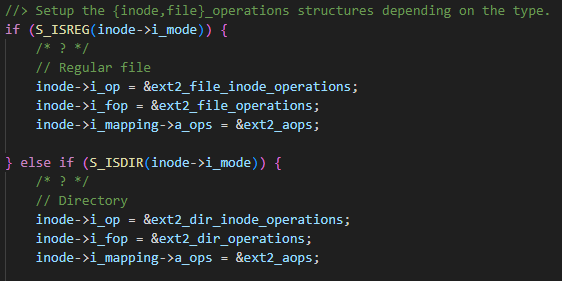 //> Setup the {inode,file}_operations structures depending on the type.
if (S_ISREG(inode->i_mode)) {
    /* ? */
    // Regular file
    inode->i_op = &ext2_file_inode_operations;
    inode->i_fop = &ext2_file_operations;
    inode->i_mapping->a_ops = &ext2_aops;

} else if (S_ISDIR(inode->i_mode)) {
    /* ? */
    // Directory
    inode->i_op = &ext2_dir_inode_operations;
    inode->i_fop = &ext2_dir_operations;
    inode->i_mapping->a_ops = &ext2_aops;